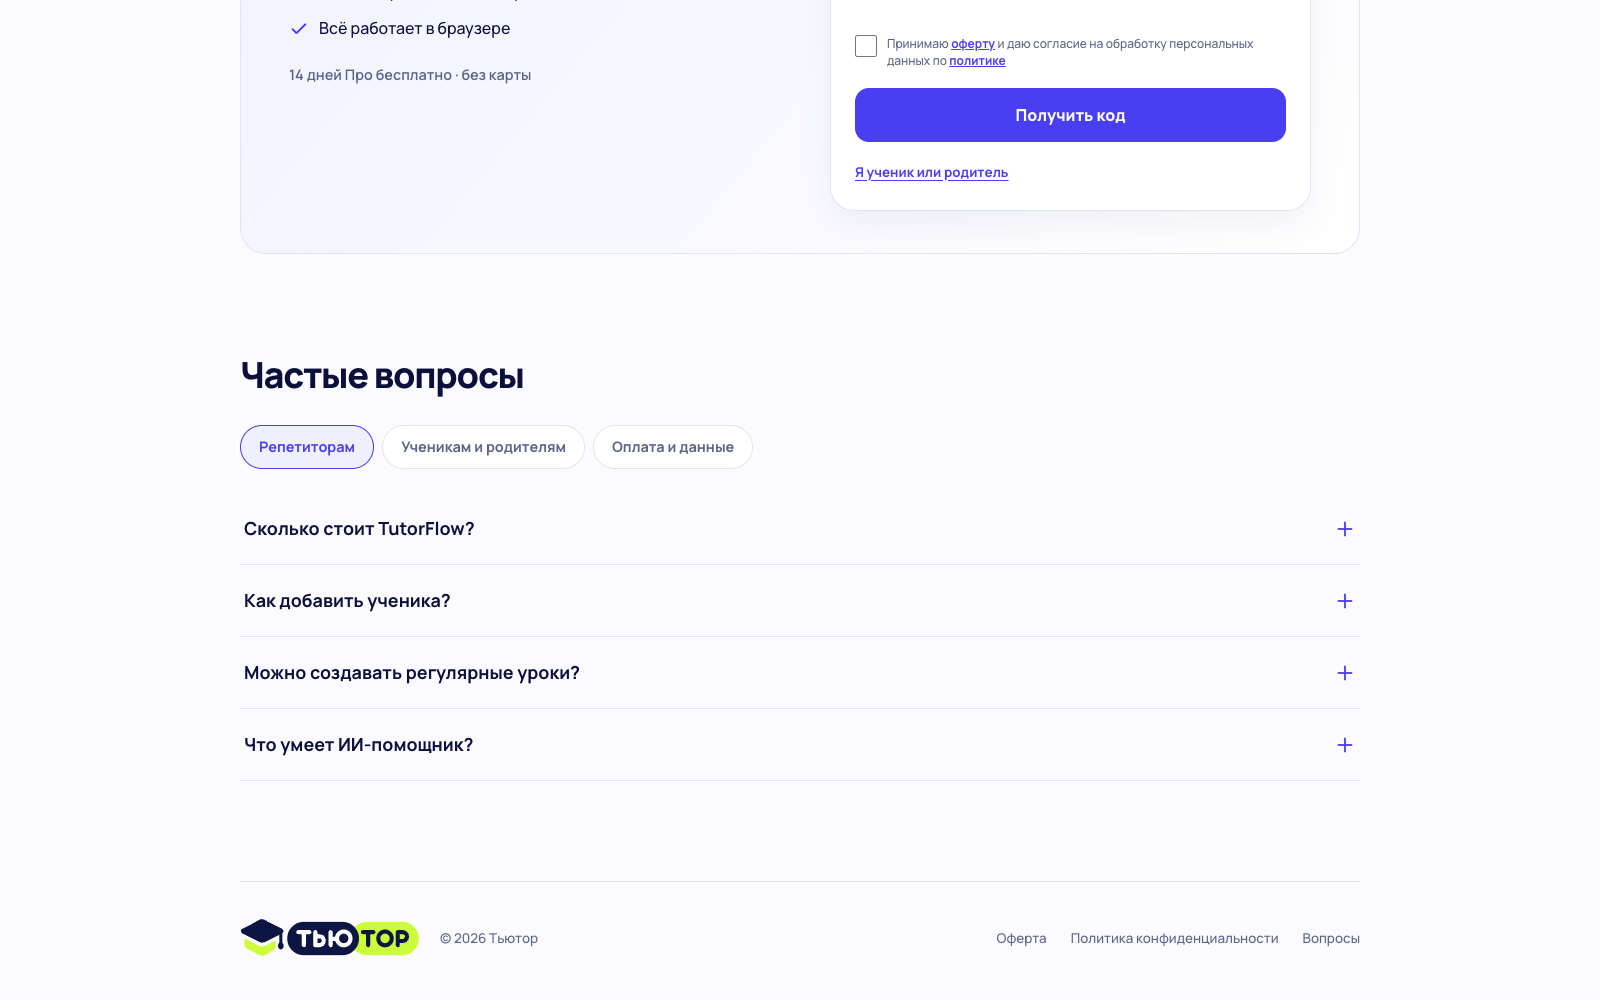 Всё работает в браузере
14 дней Про бесплатно · без карты
Принимаю оферту и даю согласие на обработку персональных
данных по политике
Получить код
Я ученик или родитель
Частые вопросы
Репетиторам
Ученикам и родителям
Оплата и данные
Сколько стоит TutorFlow?
Как добавить ученика?
Можно создавать регулярные уроки?
Что умеет ИИ-помощник?
ТЬЮТОР
© 2026 Тьютор
Оферта
Политика конфиденциальности
Вопросы